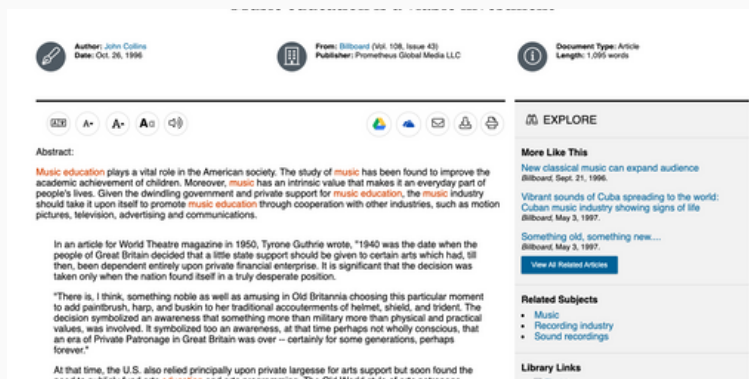 Author: John Collins
Date: Oct. 26, 1996
From: Billboard (Vol. 108, Issue 43)
Publisher: Prometheus Global Media LLC
Document Type: Article
Length: 1,095 words
Abstract:
Music education plays a vital role in the American society. The study of music has been found to improve the
academic achievement of children. Moreover, music has an intrinsic value that makes it an everyday part of
people's lives. Given the dwindling government and private support for music education, the music industry
should take it upon itself to promote music education through cooperation with other industries, such as motion
pictures, television, advertising and communications.
In an article for World Theatre magazine in 1950, Tyrone Guthrie wrote, "1940 was the date when the
people of Great Britain decided that a little state support should be given to certain arts which had, till
then, been dependent entirely upon private financial enterprise. It is significant that the decision was
taken only when the nation found itself in a truly desperate position.
"There is, I think, something noble as well as amusing in Old Britannia choosing this particular moment
to add paintbrush, harp, and buskin to her traditional accouterments of helmet, shield, and trident. The
decision symbolized an awareness that something more than military more than physical and practical
values, was involved. It symbolized too an awareness, at that time perhaps not wholly conscious, that
an era of Private Patronage in Great Britain was over -- certainly for some generations, perhaps
forever."
At that time, the U.S. also relied principally upon private largesse for arts support but soon found the
EXPLORE
More Like This
New classical music can expand audience
Billboard, Sept. 21, 1996.
Vibrant sounds of Cuba spreading to the world:
Cuban music industry showing signs of life
Billboard, May 3, 1997.
Something old, something new....
Billboard, May 3, 1997.
View All Related Articles
Related Subjects
Music
Recording industry
Sound recordings
Library Links